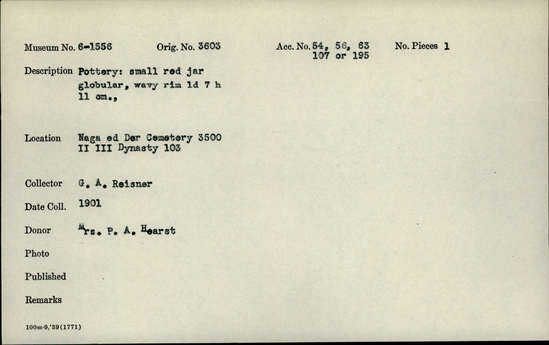 Museum No. 6-1556 Orig. No. 3603 Acc. No. 54, 56, 63 No. Pieces 1
107 or 195
Description Pottery: small red jar
globular, wavy rim ld 7 h
11 cm.,
Location Naga ed Der Cemetery 3500
II III Dynasty 103
Collector G. A. Reisner
Date Coll. 1901
Donor Mrs. P. A. Hearst
Photo
Published
Remarks
100m-9,'39(1771)